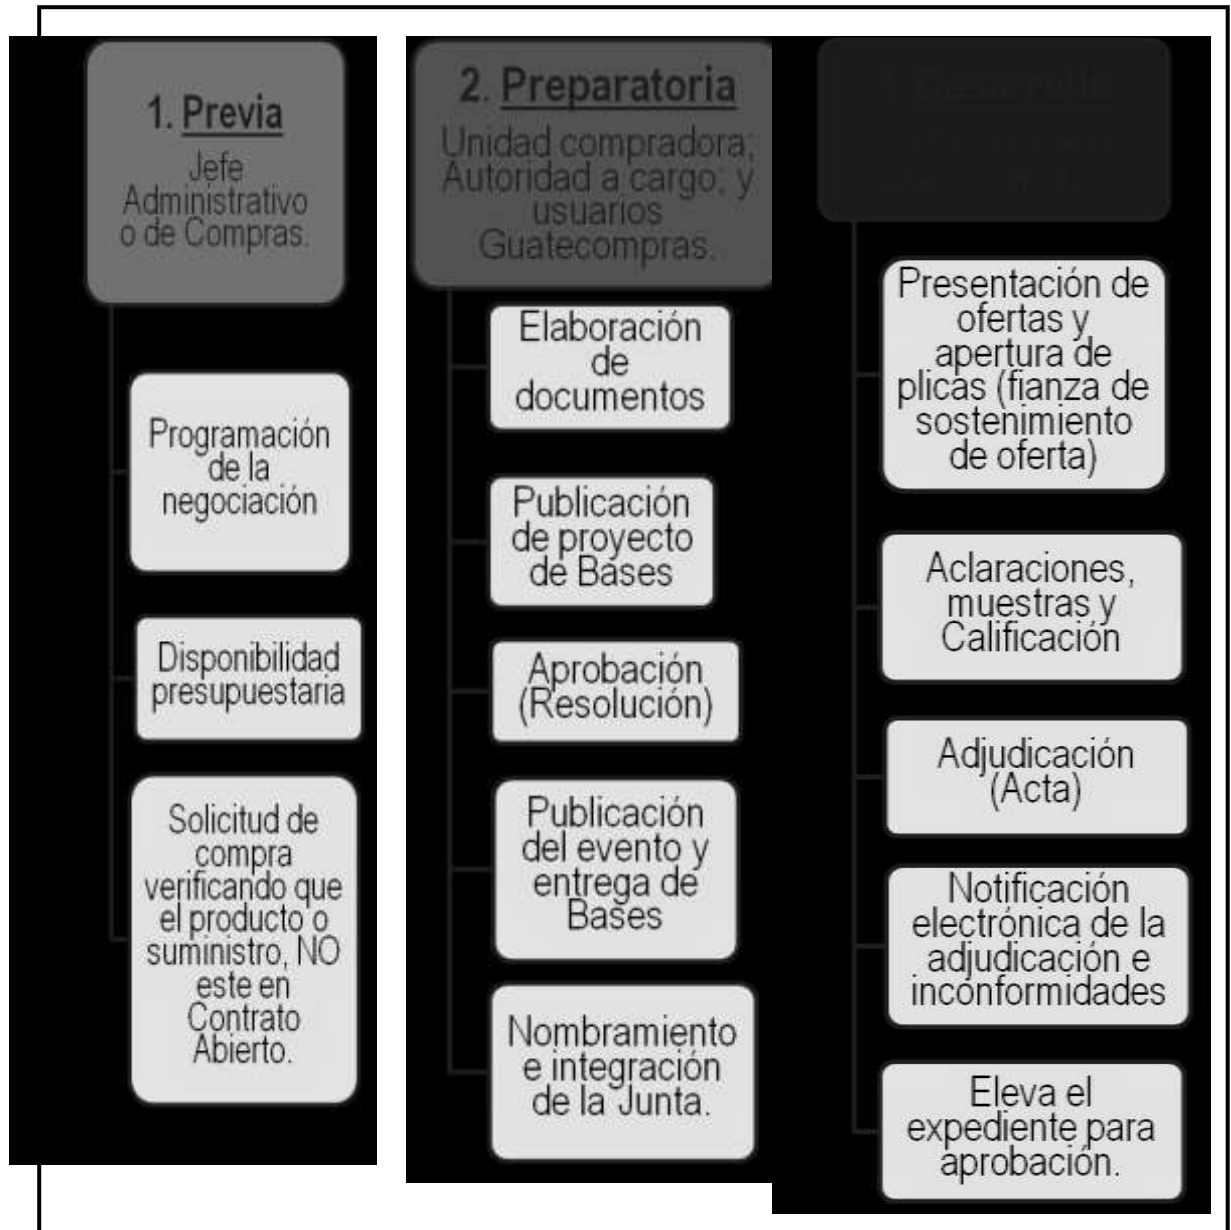 1. Previa
Jefe
Administrativo
o de Compras.
Programación
de la
negociación
Disponibilidad
presupuestaria
Solicitud de
compra
verificando que
el producto o
suministro, NO
este en
Contrato
Abierto.
2. Preparatoria
Unidad compradora;
Autoridad a cargo; y
usuarios
Guatecompras.
Elaboración
de
documentos
Publicación
de proyecto
de Bases
Aprobación
(Resolución)
Publicación
del evento y
entrega de
Bases
Nombramiento
e integración
de la Junta.
Presentación de
ofertas y
apertura de
plicas (fianza de
sostenimiento
de oferta)
Aclaraciones,
muestras y
Calificación
Adjudicación
(Acta)
Notificación
electrónica de la
adjudicación e
inconformidades
Eleva el
expediente para
aprobación.